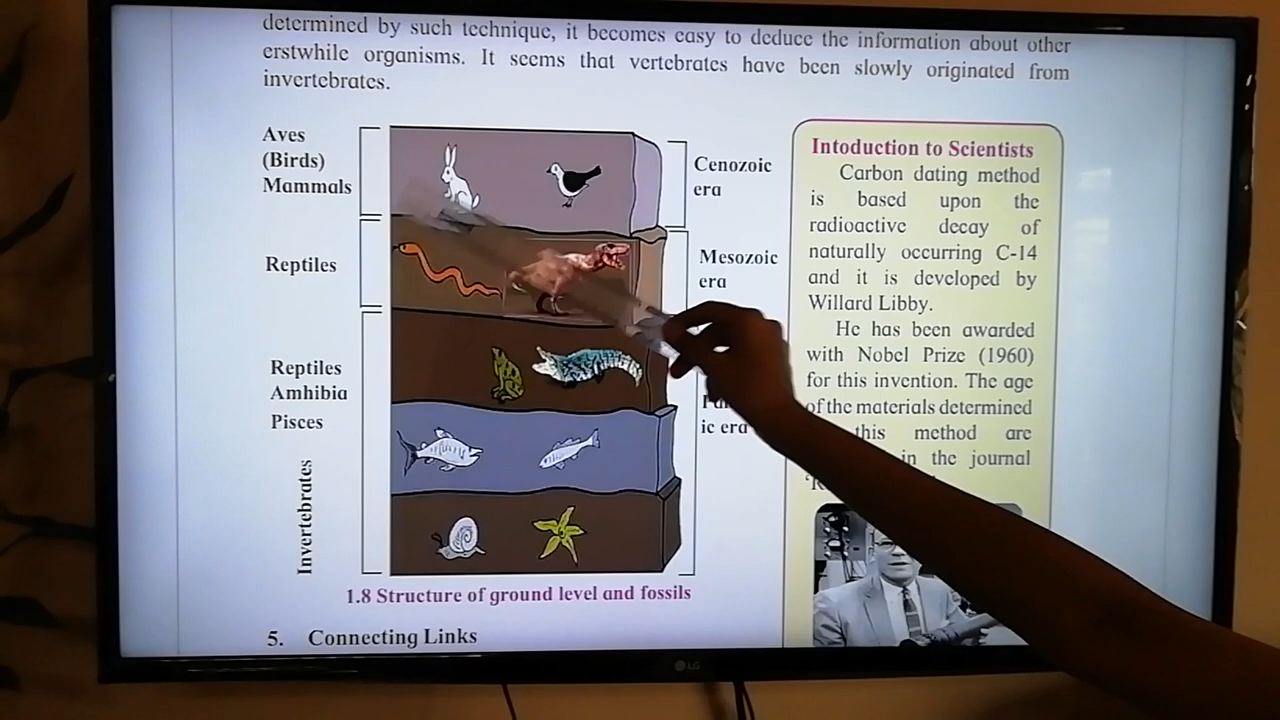 determined by such technique, it becomes easy to deduce the information about other
erstwhile organisms. It seems that vertebrates have been slowly originated from
invertebrates.
Aves
(Birds)
Mammals
Reptiles
Reptiles
Amhibia
Pisces
Invertebrates
Cenozoic
era
Mesozoic
era
ic era
1.8 Structure of ground level and fossils
5. Connecting Links
Intoduction to Scientists
Carbon dating method
is based upon the
radioactive decay of
naturally occurring C-14
and it is developed by
Willard Libby.
He has been awarded
with Nobel Prize (1960)
for this invention. The age
of the materials determined
this method are
in the journal
LG